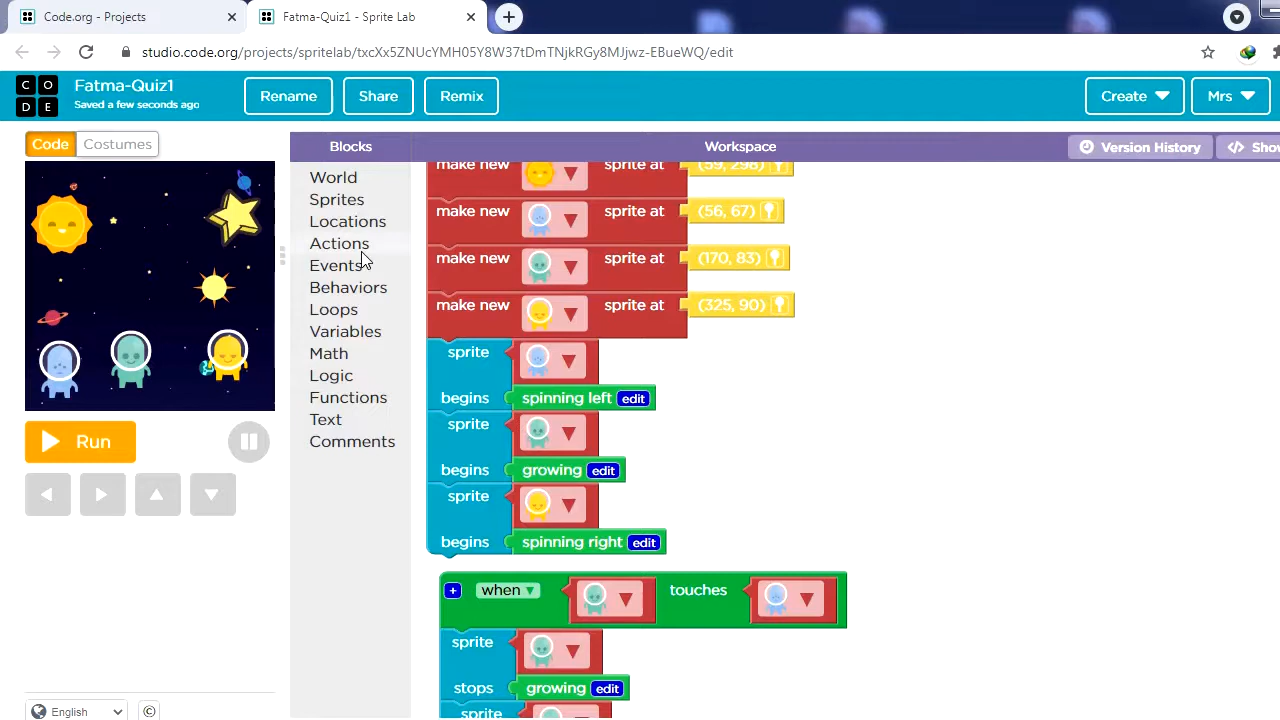 Code.org - Projects
Fatma-Quiz1 - Sprite Lab
studio.code.org/projects/spritelab/txcXx5ZNUcYMH05Y8W37tDmTNjkRGy8MJjwz-EBueWQ/edit
C O
D E
Fatma-Quiz1
Saved a few seconds ago
Rename
Share
Remix
Create
Mrs
Code
Costumes
Blocks
Workspace
Version History
Show
World
Sprites
Locations
Actions
Events
Behaviors
Loops
Variables
Math
Logic
Functions
Text
Comments
make new sprite at (59, 298)
make new sprite at (56, 67)
make new sprite at (170, 83)
make new sprite at (325, 90)
sprite
begins spinning left edit
sprite
begins growing edit
sprite
begins spinning right edit
+ when touches
sprite
stops growing edit
sprite
Run
English
©